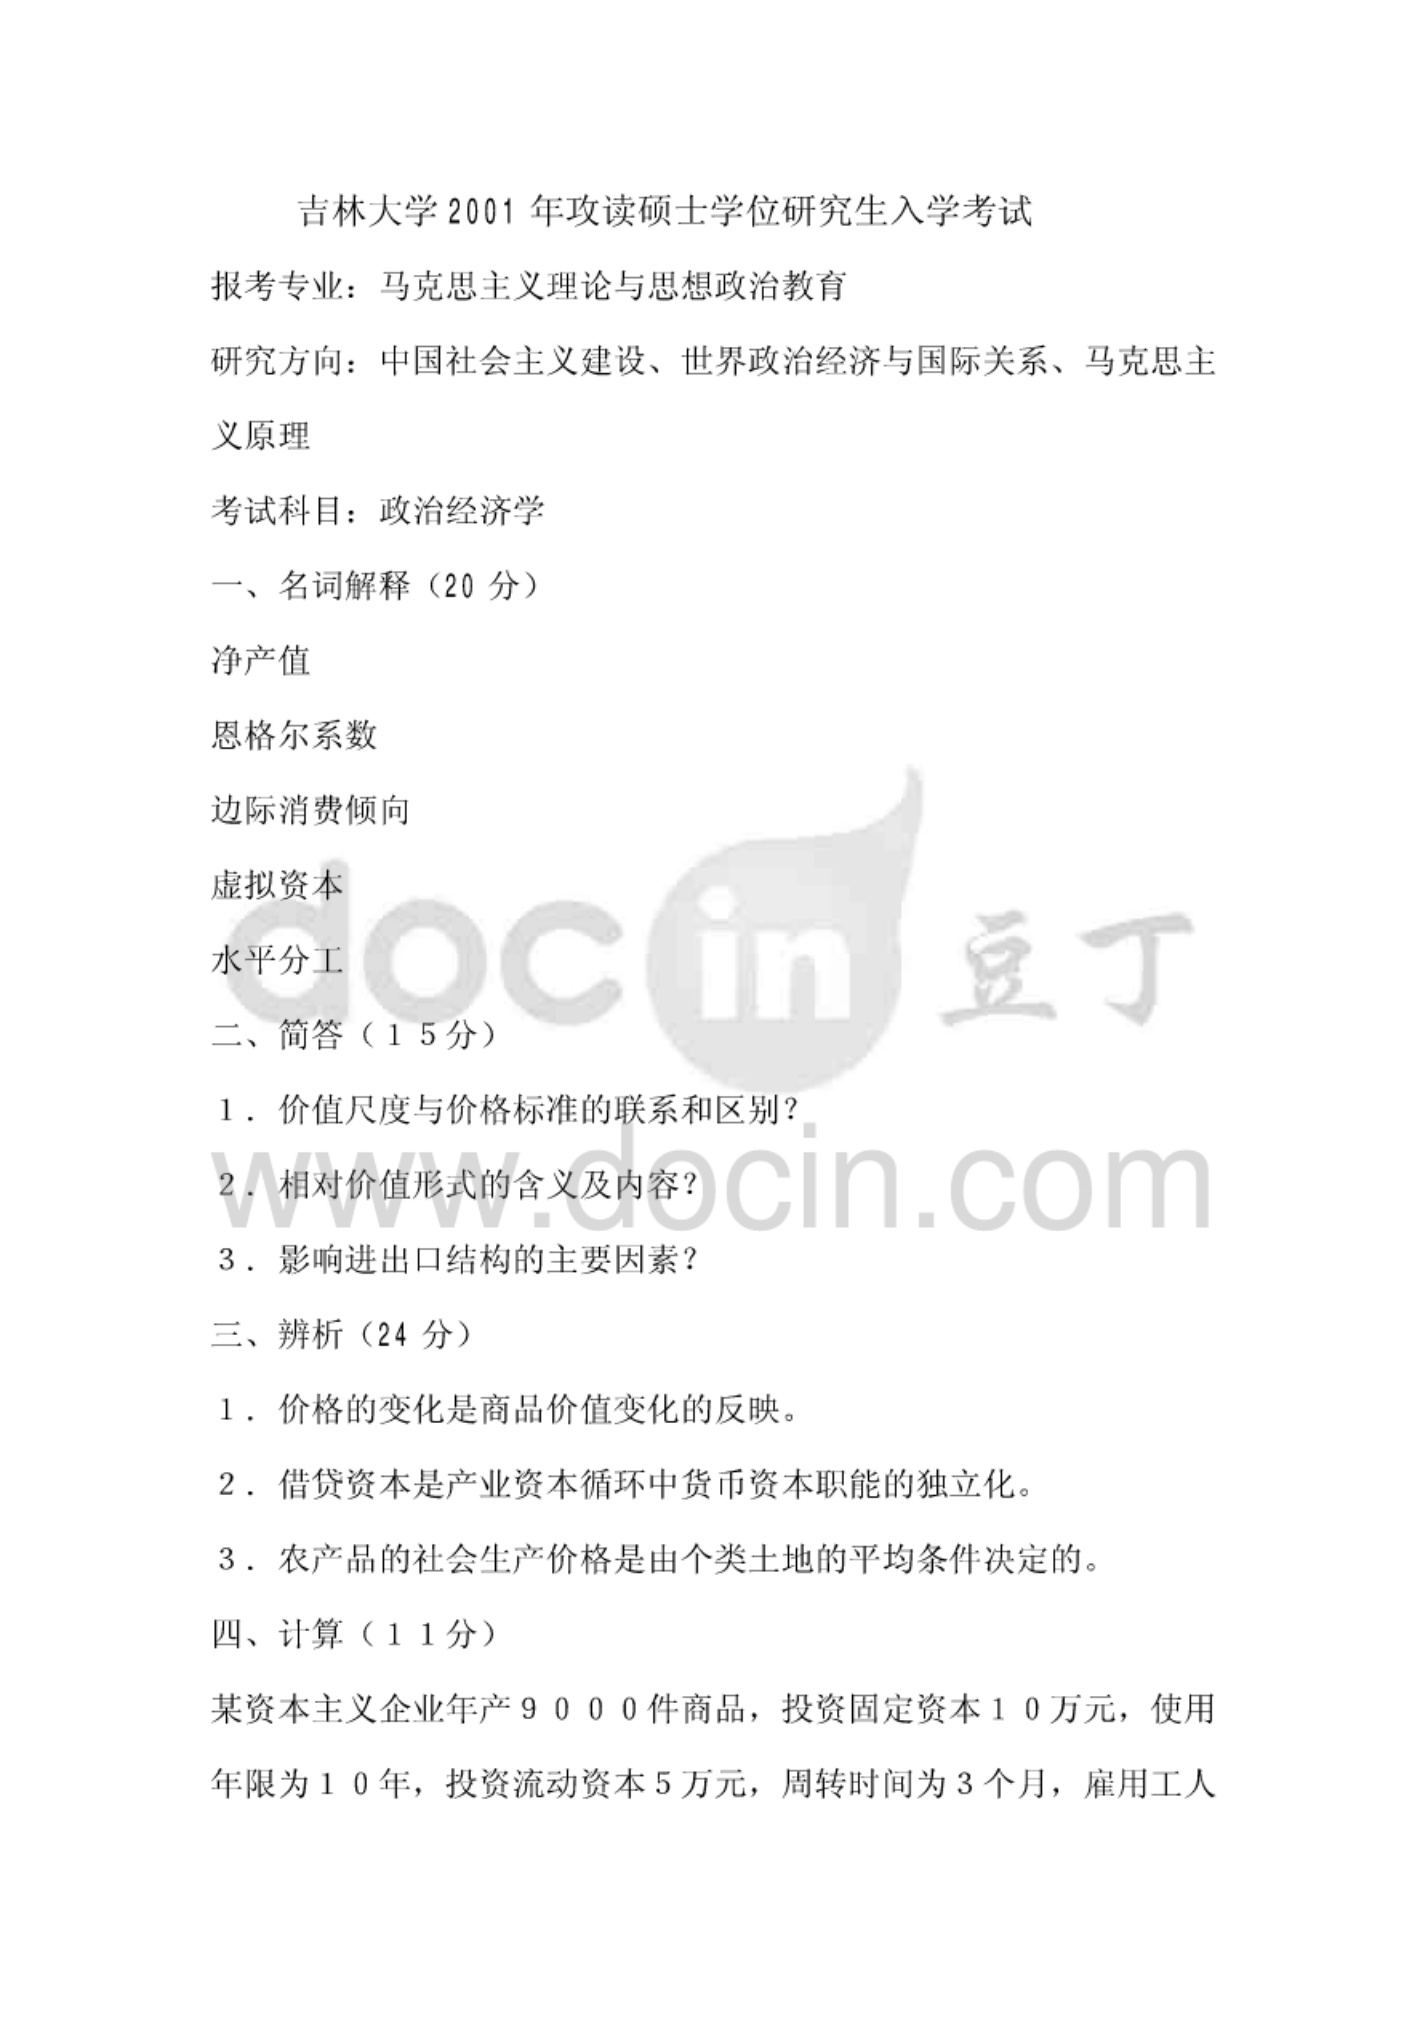 吉林大学2001 年攻读硕士学位研究生入学考试
报考专业：马克思主义理论与思想政治教育
研究方向：中国社会主义建设、世界政治经济与国际关系、马克思主
义原理
考试科目：政治经济学
一、名词解释（20 分）
净产值
恩格尔系数
边际消费倾向
虚拟资本
水平分工
docin 豆丁
二、简答（１５分）
１．价值尺度与价格标准的联系和区别？
www.docin.com
２．相对价值形式的含义及内容？
３．影响进出口结构的主要因素？
三、辨析（24 分）
１．价格的变化是商品价值变化的反映。
２．借贷资本是产业资本循环中货币资本职能的独立化。
３．农产品的社会生产价格是由个类土地的平均条件决定的。
四、计算（１１分）
某资本主义企业年产９０００件商品，投资固定资本１０万元，使用
年限为１０年，投资流动资本５万元，周转时间为３个月，雇用工人